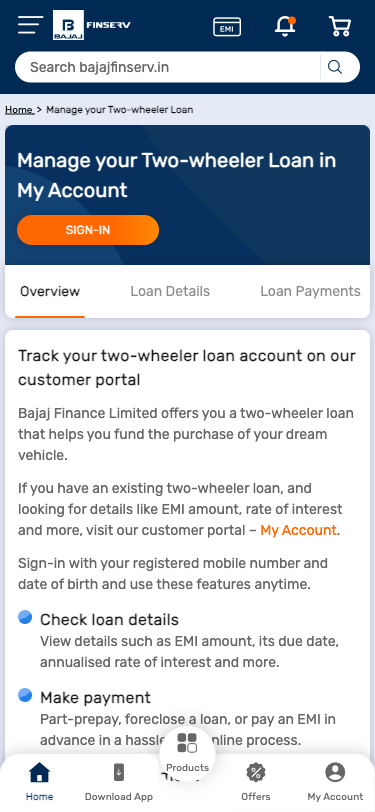 BAJAJ
FINSERV
EMI
Search bajajfinserv.in
Home > Manage your Two-wheeler Loan
Manage your Two-wheeler Loan in
My Account
SIGN-IN
Overview
Loan Details
Loan Payments
Track your two-wheeler loan account on our
customer portal
Bajaj Finance Limited offers you a two-wheeler loan
that helps you fund the purchase of your dream
vehicle.
If you have an existing two-wheeler loan, and
looking for details like EMI amount, rate of interest
and more, visit our customer portal – My Account.
Sign-in with your registered mobile number and
date of birth and use these features anytime.
Check loan details
View details such as EMI amount, its due date,
annualised rate of interest and more.
Make payment
Part-prepay, foreclose a loan, or pay an EMI in
advance in a process.
Products
Home
Download App
Offers
My Account